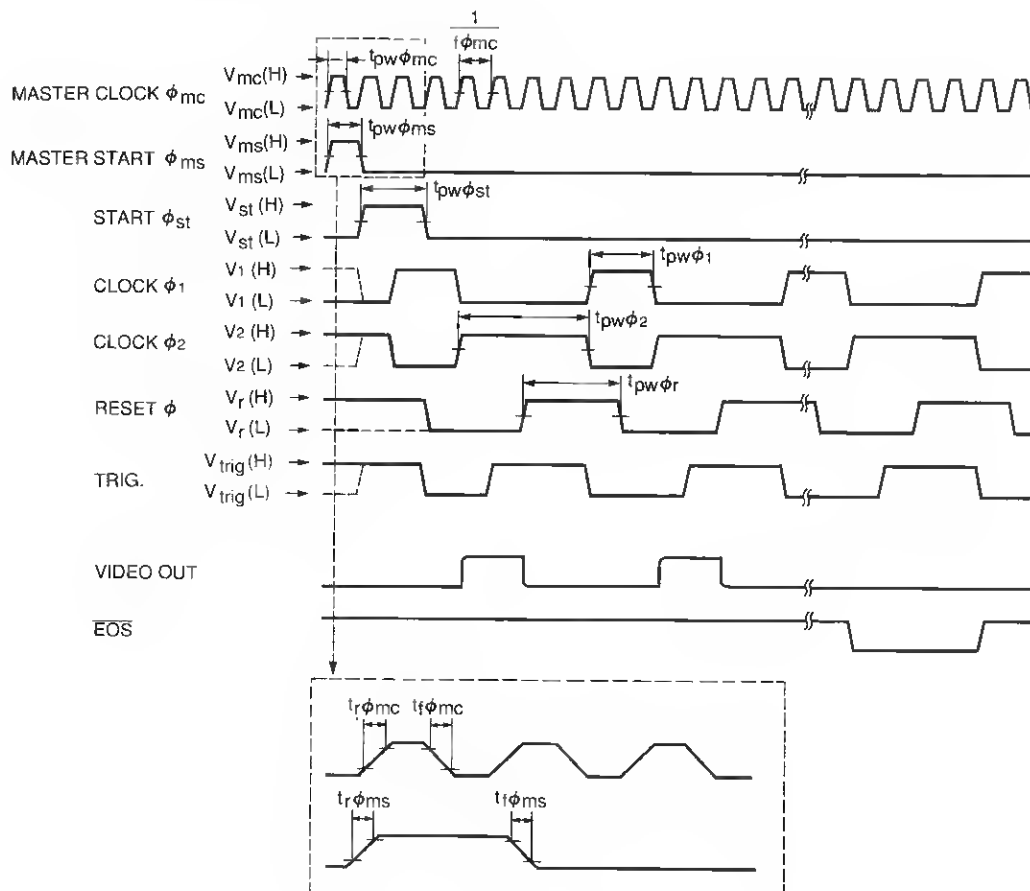 1
fϕmc
tpwϕmc
MASTER CLOCK ϕmc
Vmc(H)
Vmc(L)
tpwϕms
MASTER START ϕms
Vms(H)
Vms(L)
tpwϕst
START ϕst
Vst (H)
Vst (L)
CLOCK ϕ1
V1 (H)
V1 (L)
tpwϕ1
CLOCK ϕ2
V2 (H)
V2 (L)
tpwϕ2
RESET ϕ
Vr (H)
Vr (L)
tpwϕr
TRIG.
Vtrig (H)
Vtrig (L)
VIDEO OUT
EOS
trϕmc tfϕmc
trϕms tfϕms